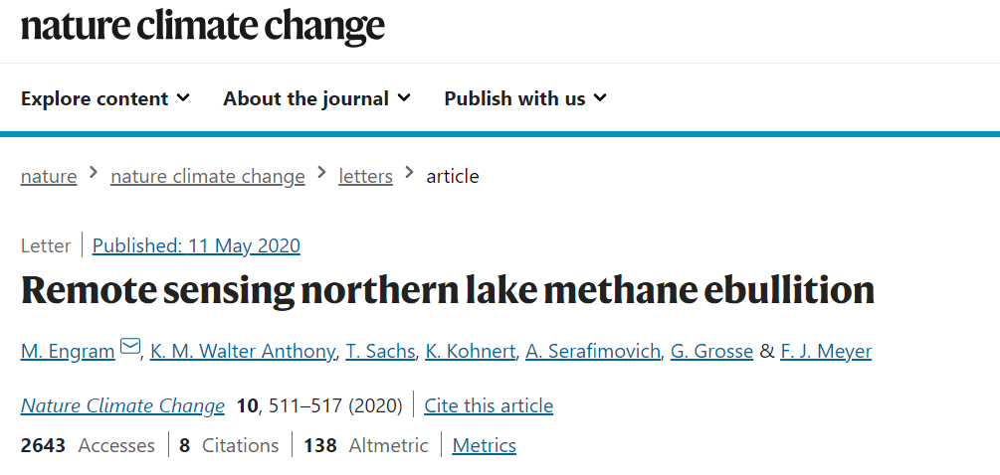 nature climate change
Explore content About the journal Publish with us
nature > nature climate change > letters > article
Letter | Published: 11 May 2020
Remote sensing northern lake methane ebullition
M. Engram, K. M. Walter Anthony, T. Sachs, K. Kohnert, A. Serafimovich, G. Grosse & F. J. Meyer
Nature Climate Change 10, 511–517 (2020) | Cite this article
2643 Accesses | 8 Citations | 138 Altmetric | Metrics